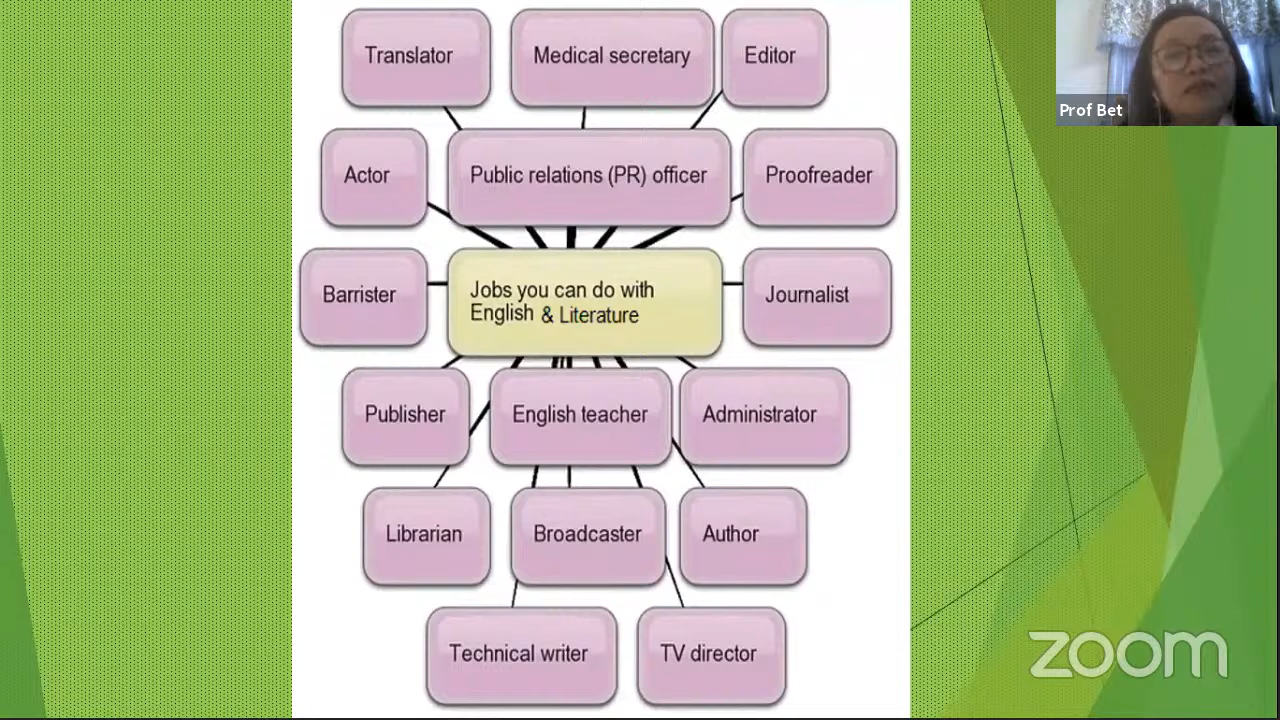 Translator
Medical secretary
Editor
Prof Bet
Actor
Public relations (PR) officer
Proofreader
Barrister
Jobs you can do with
English & Literature
Journalist
Publisher
English teacher
Administrator
Librarian
Broadcaster
Author
Technical writer
TV director
zoom